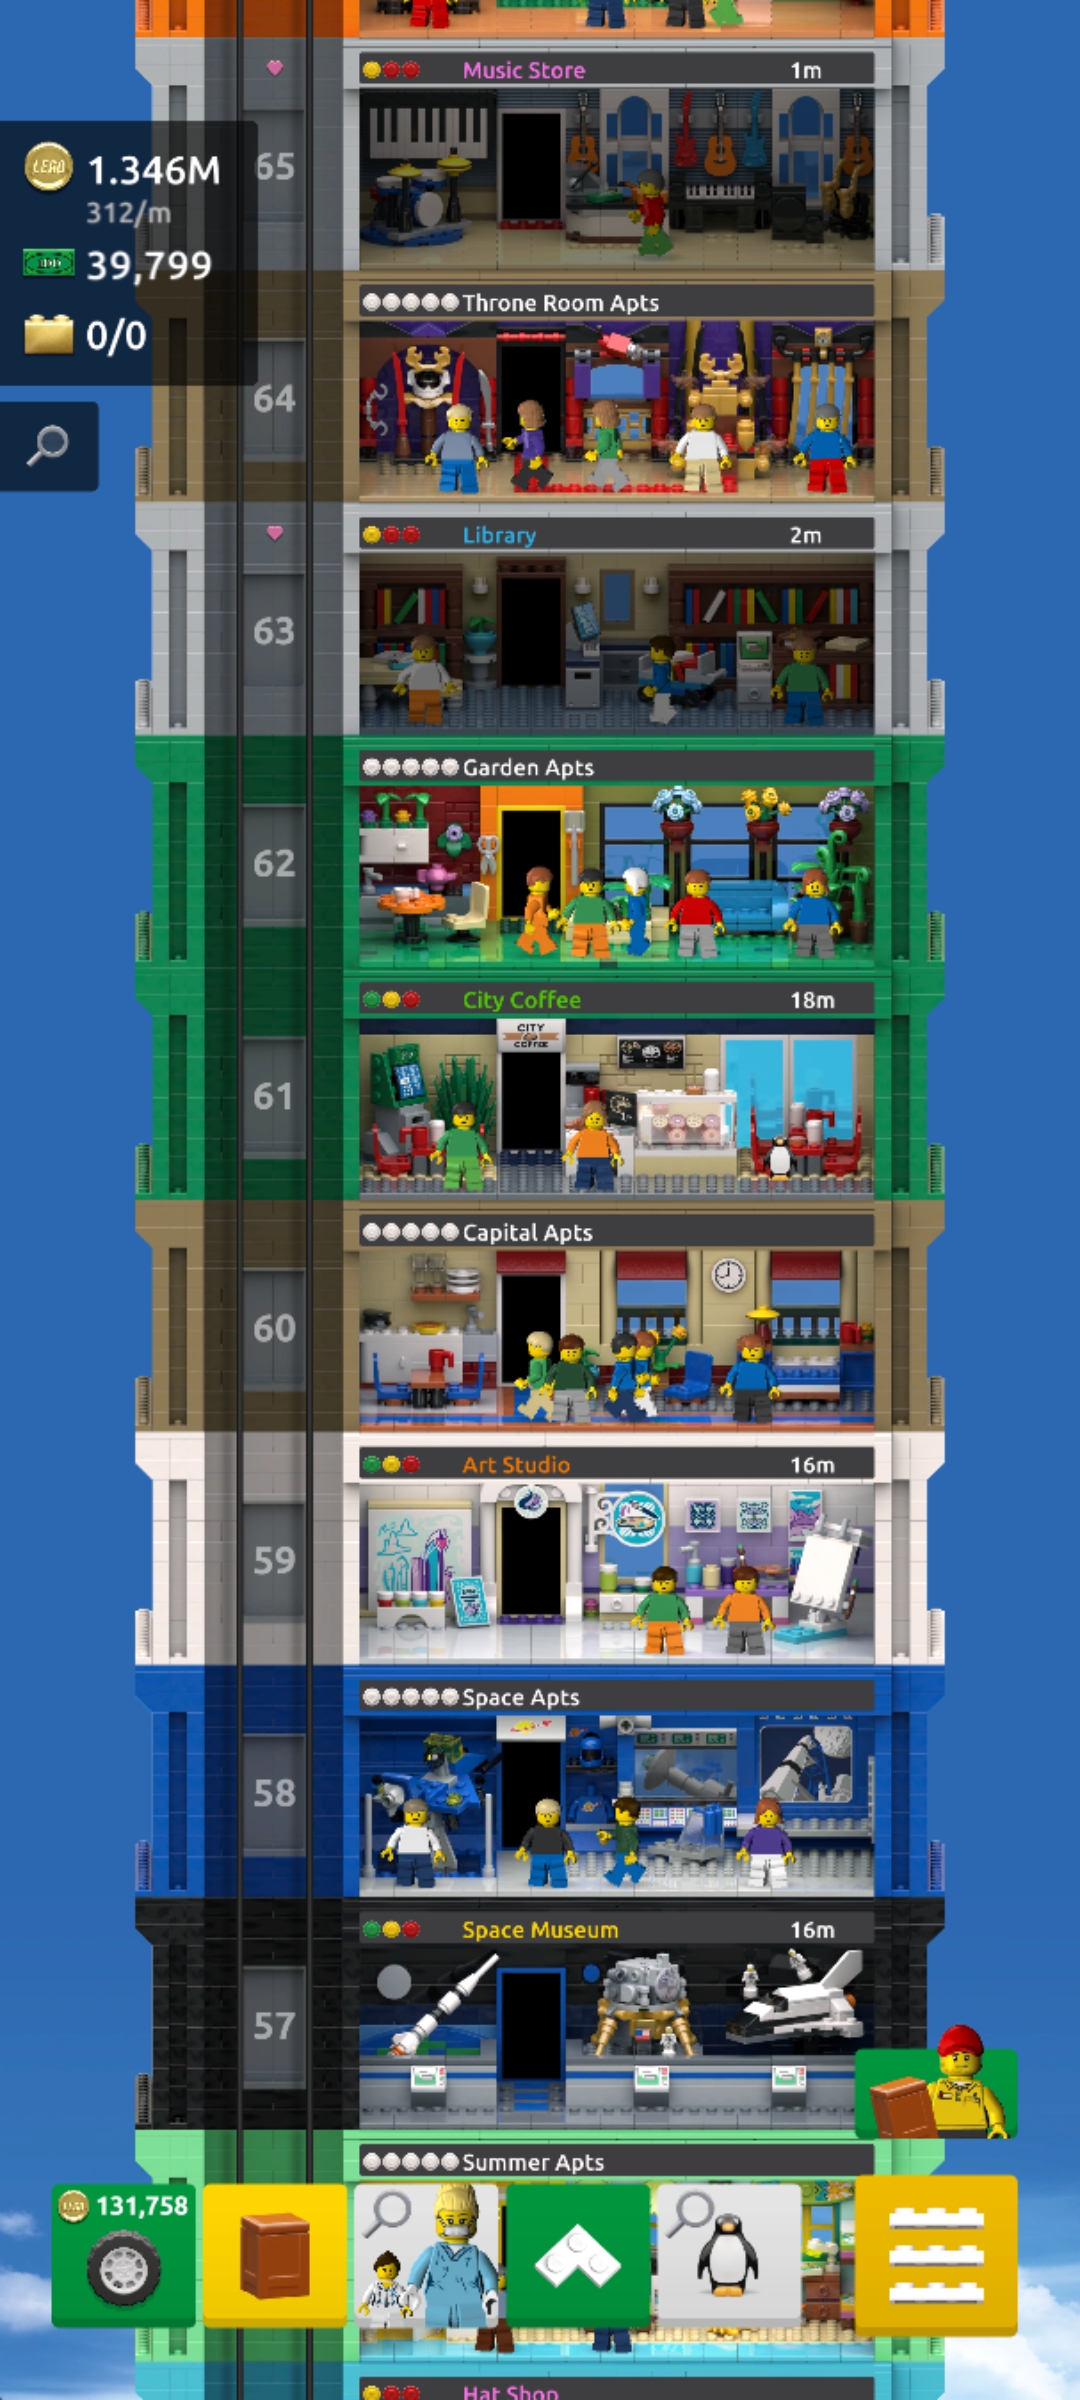 Music Store 1m
65
LEGO 1.346M
312/m
39,799
0/0
Throne Room Apts
64
Library 2m
63
Garden Apts
62
City Coffee 18m
CITY
COFFEE
61
Capital Apts
60
Art Studio 16m
59
Space Apts
58
Space Museum 16m
57
Summer Apts
131,758
Hat Shop